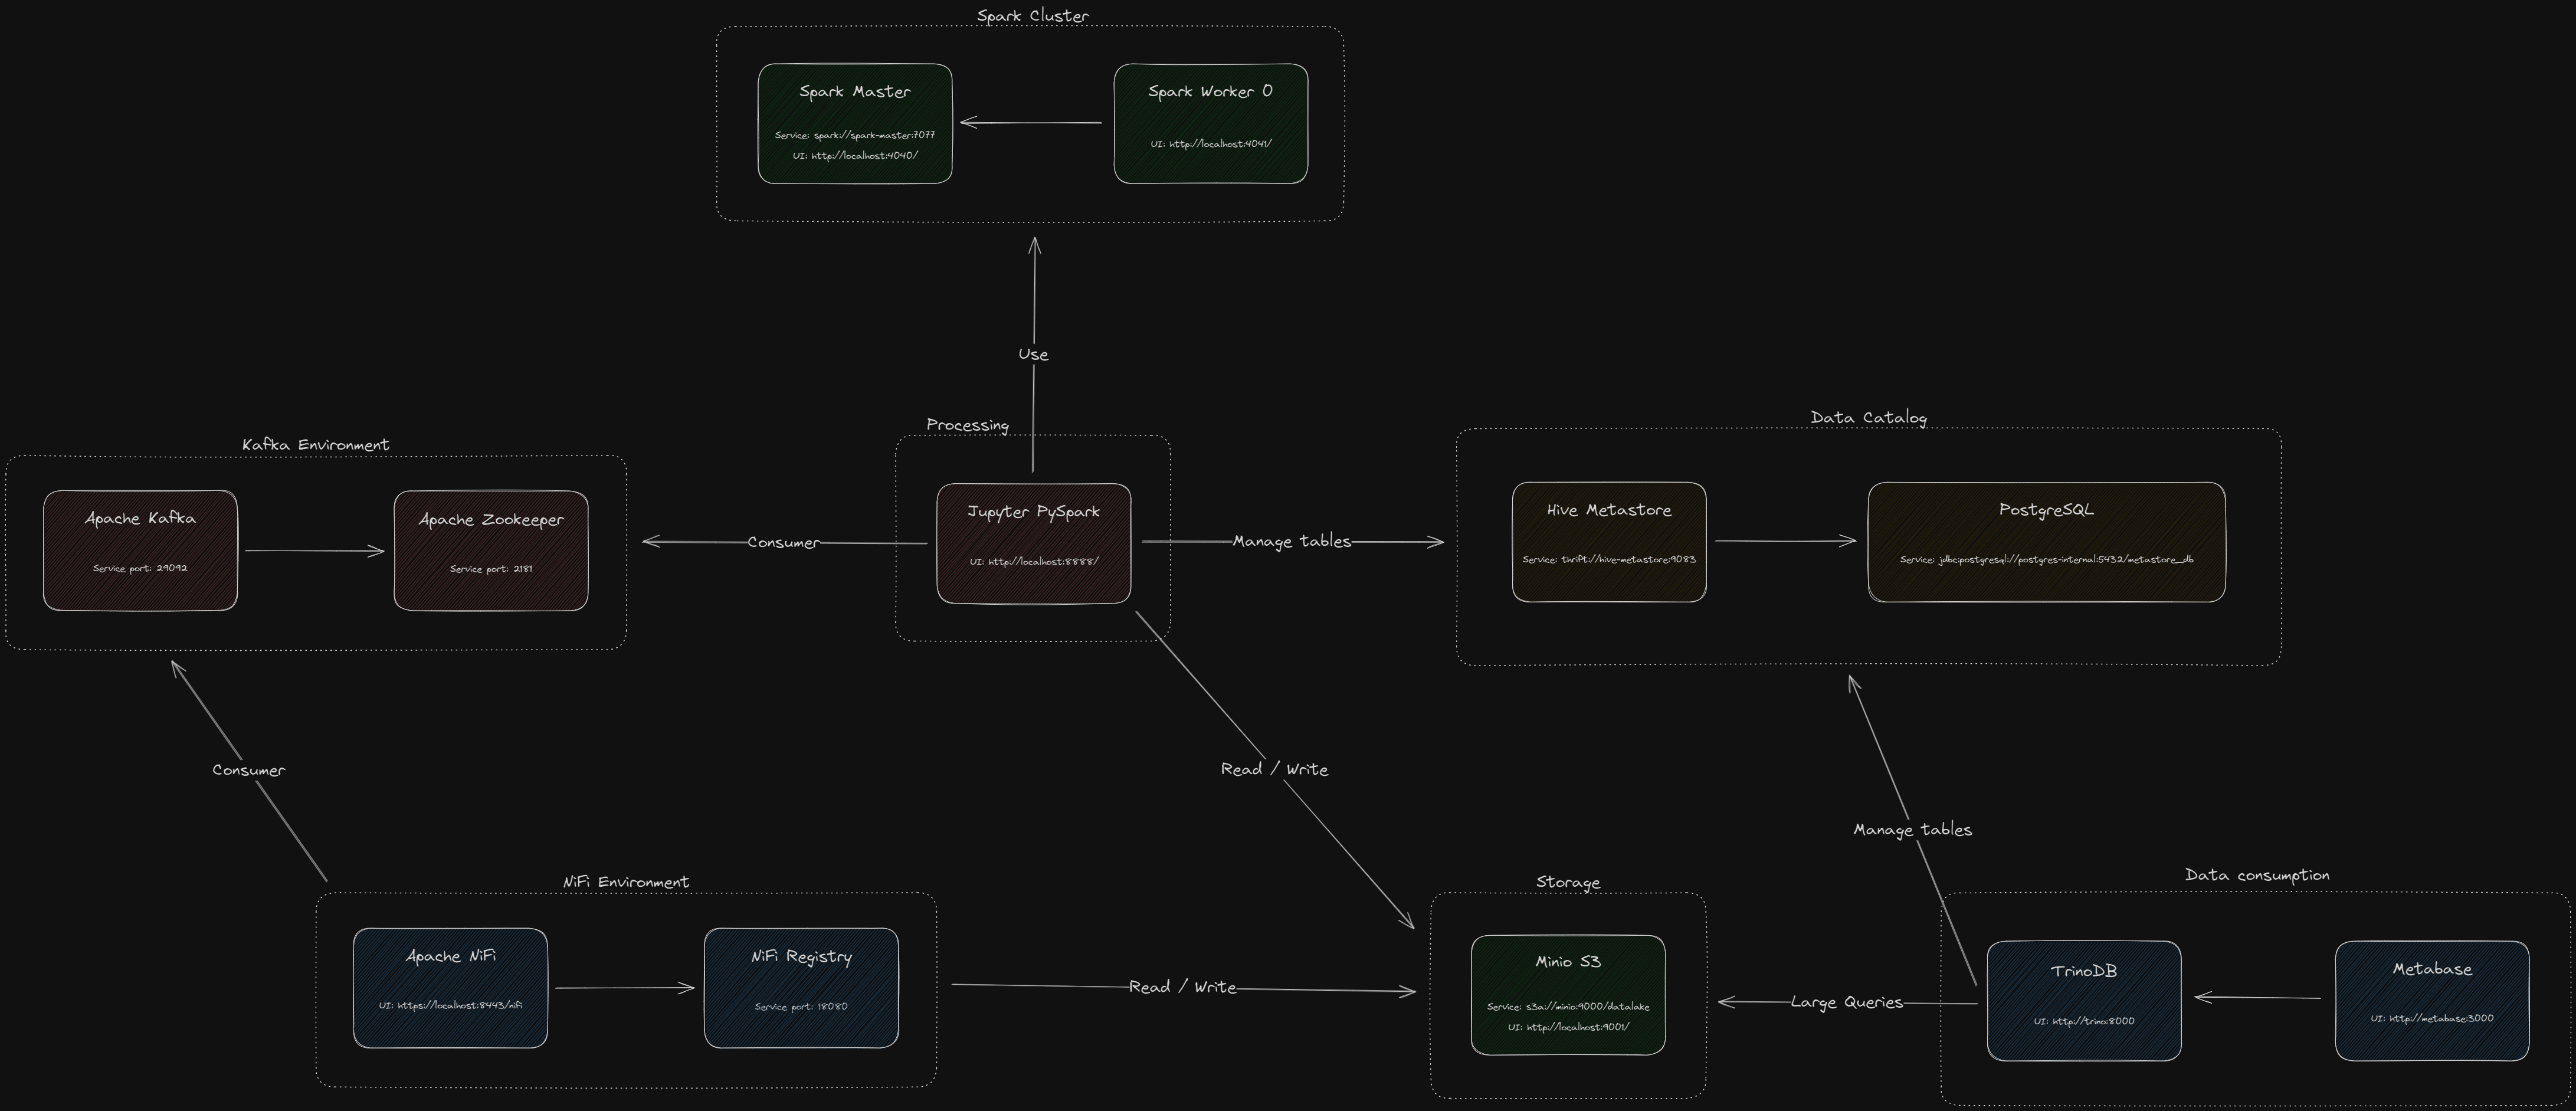 Spark Cluster
Spark Master
Service: spark://spark-master:7077
UI: http://localhost:4040/
Spark Worker 0
UI: http://localhost:4041/
Use
Kafka Environment
Apache Kafka
Service port: 29092
Apache Zookeeper
Service port: 2181
Consumer
Processing
Jupyter PySpark
UI: http://localhost:8888/
Manage tables
Data Catalog
Hive Metastore
Service: thrift://hive-metastore:9083
PostgreSQL
Service: jdbc:postgresql://postgres-internal:5432/metastore_db
Consumer
Read / Write
Manage tables
NiFi Environment
Apache NiFi
UI: https://localhost:8443/nifi
NiFi Registry
Service port: 18080
Read / Write
Storage
Minio S3
Service: s3a://minio:9000/datalake
UI: http://localhost:9001/
Large Queries
Data consumption
TrinoDB
UI: http://trino:8000
Metabase
UI: http://metabase:3000